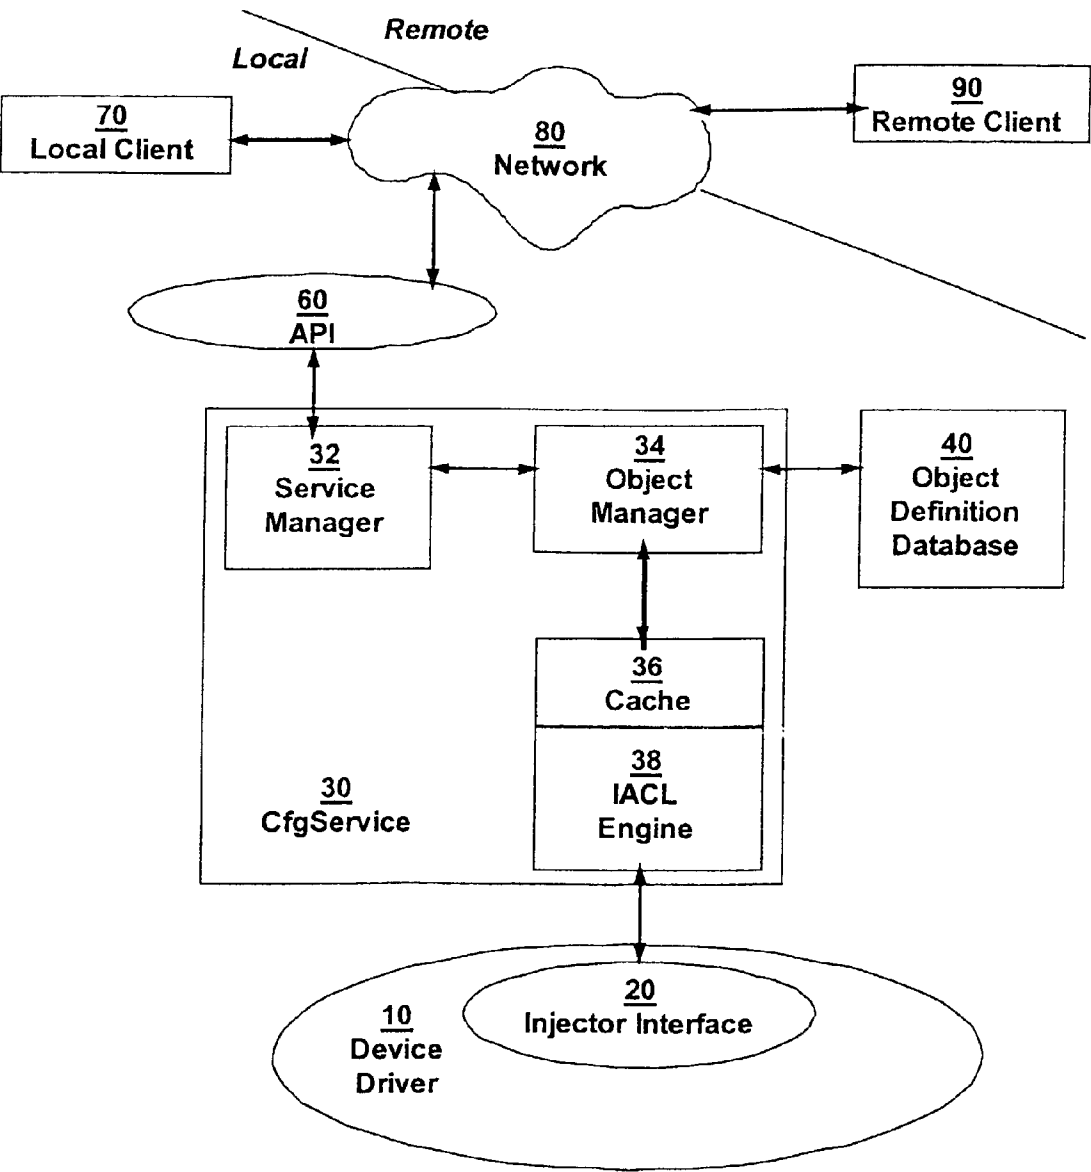 Remote
Local
70
Local Client
80
Network
90
Remote Client
60
API
32
Service
Manager
34
Object
Manager
40
Object
Definition
Database
36
Cache
38
IACL
Engine
30
CfgService
20
Injector Interface
10
Device
Driver